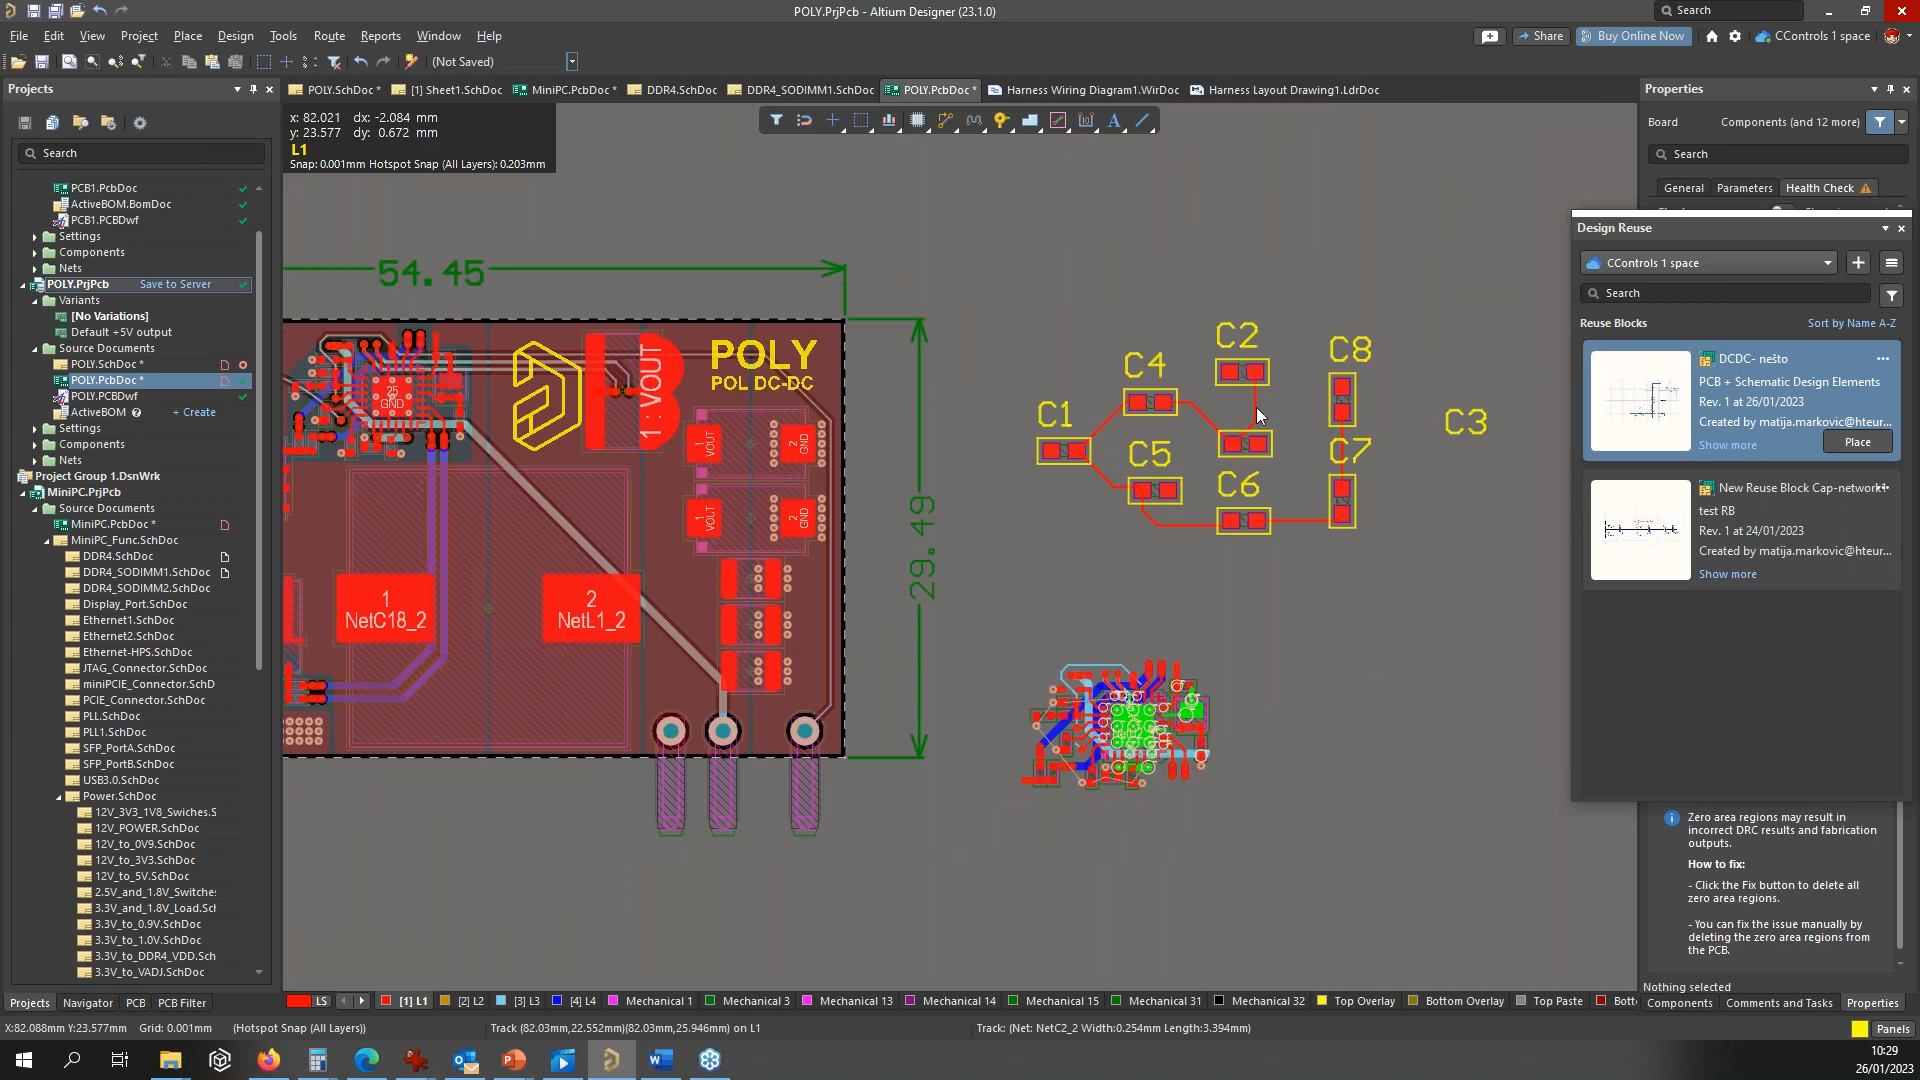 POLY.PrjPcb - Altium Designer (23.1.0)
Search
File Edit View Project Place Design Tools Route Reports Window Help
Share
Buy Online Now
CControls 1 space
(Not Saved)
Projects
POLY.SchDoc *
[1] Sheet1.SchDoc
MiniPC.PcbDoc *
DDR4.SchDoc
DDR4_SODIMM1.SchDoc
POLY.PcbDoc *
Harness Wiring Diagram1.WirDoc
Harness Layout Drawing1.LdrDoc
Properties
x: 82.021 dx: -2.084 mm
y: 23.577 dy: 0.672 mm
L1
Snap: 0.001mm Hotspot Snap (All Layers): 0.203mm
Board
Components (and 12 more)
Search
General Parameters Health Check
Search
PCB1.PcbDoc
ActiveBOM.BomDoc
PCB1.PCBDwf
Settings
Components
Nets
POLY.PrjPcb Save to Server
Variants
[No Variations]
Default +5V output
Source Documents
POLY.SchDoc *
POLY.PcbDoc *
POLY.PCBDwf
ActiveBOM + Create
Settings
Components
Nets
Project Group 1.DsnWrk
MiniPC.PrjPcb
Source Documents
MiniPC.PcbDoc *
MiniPC_Func.SchDoc
DDR4.SchDoc
DDR4_SODIMM1.SchDoc
DDR4_SODIMM2.SchDoc
Display_Port.SchDoc
Ethernet1.SchDoc
Ethernet2.SchDoc
Ethernet-HPS.SchDoc
JTAG_Connector.SchDoc
miniPCIE_Connector.SchD
PCIE_Connector.SchDoc
PLL.SchDoc
PLL1.SchDoc
SFP_PortA.SchDoc
SFP_PortB.SchDoc
USB3.0.SchDoc
Power.SchDoc
12V_3V3_1V8_Swiches.S
12V_POWER.SchDoc
12V_to_0V9.SchDoc
12V_to_3V3.SchDoc
12V_to_5V.SchDoc
2.5V_and_1.8V_Switche:
3.3V_and_1.8V_Load.Scl
3.3V_to_0.9V.SchDoc
3.3V_to_1.0V.SchDoc
3.3V_to_DDR4_VDD.Sch
3.3V_to_VADJ.SchDoc
54.45
25
GND
1 : VOUT
POLY
POL DC-DC
1
VOUT
2
GND
1
VOUT
2
GND
1
NetC18_2
2
NetL1_2
29.49
C1
C4
C2
C8
C5
C6
C7
C3
Design Reuse
CControls 1 space
Search
Reuse Blocks
Sort by Name A-Z
DCDC- nešto
PCB + Schematic Design Elements
Rev. 1 at 26/01/2023
Created by matija.markovic@hteur...
Show more
Place
New Reuse Block Cap-network
test RB
Rev. 1 at 24/01/2023
Created by matija.markovic@hteur...
Show more
Zero area regions may result in
incorrect DRC results and fabrication
outputs.
How to fix:
- Click the Fix button to delete all
zero area regions.
- You can fix the issue manually by
deleting the zero area regions from
the PCB.
Nothing selected
Projects Navigator PCB PCB Filter
LS
[1] L1 [2] L2 [3] L3 [4] L4 Mechanical 1 Mechanical 3 Mechanical 13 Mechanical 14 Mechanical 15 Mechanical 31 Mechanical 32 Top Overlay Bottom Overlay Top Paste Bott
Components Comments and Tasks Properties
X:82.088mm Y:23.577mm Grid: 0.001mm (Hotspot Snap (All Layers))
Track (82.03mm,22.552mm)(82.03mm,25.946mm) on L1
Track: (Net: NetC2_2 Width:0.254mm Length:3.394mm)
Panels
10:29
26/01/2023